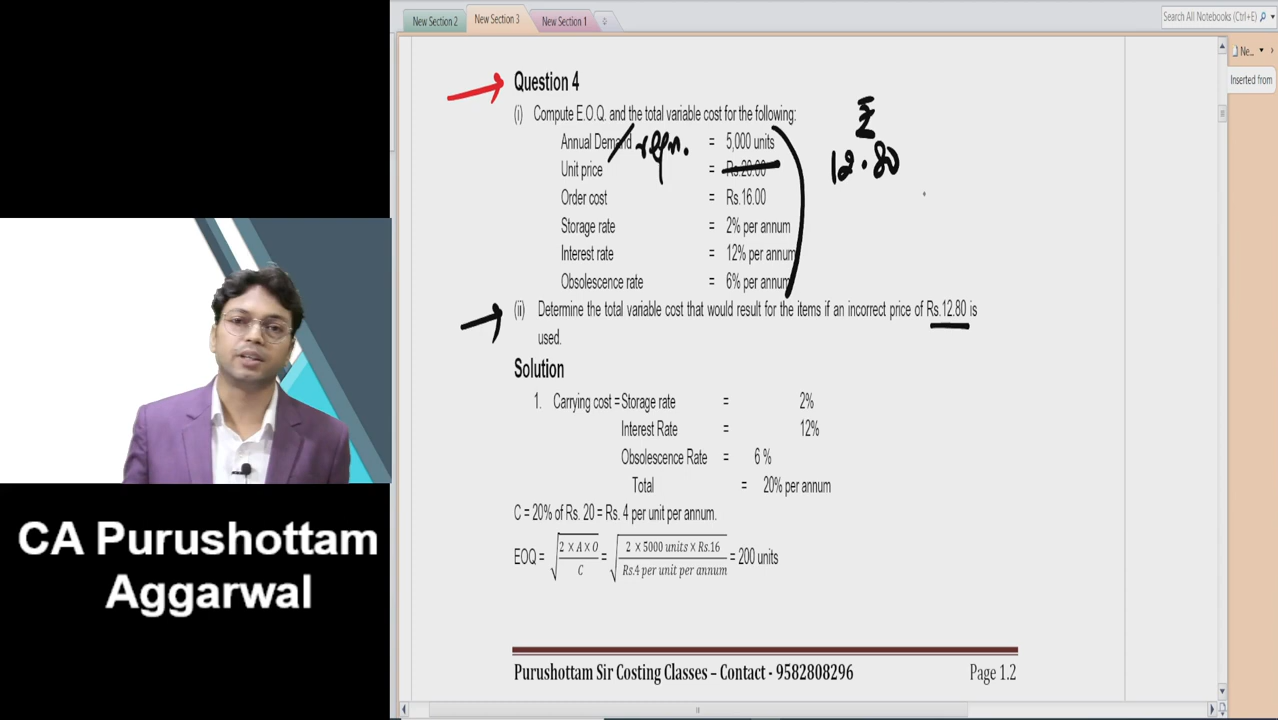 New Section 2
New Section 3
New Section 1
Search All Notebooks (Ctrl+E)
Ne...
Inserted from
Question 4
(i) Compute E.O.Q. and the total variable cost for the following:
Annual Demand / reqn. = 5,000 units
Unit price = Rs.20.00
Order cost = Rs.16.00
Storage rate = 2% per annum
Interest rate = 12% per annum
Obsolescence rate = 6% per annum
₹
12.80
(ii) Determine the total variable cost that would result for the items if an incorrect price of Rs.12.80 is
used.
Solution
1. Carrying cost = Storage rate = 2%
Interest Rate = 12%
Obsolescence Rate = 6 %
Total = 20% per annum
C = 20% of Rs. 20 = Rs. 4 per unit per annum.
EOQ = √(2 × A × O / C) = √(2 × 5000 units × Rs.16 / Rs.4 per unit per annum) = 200 units
Purushottam Sir Costing Classes – Contact - 9582808296 Page 1.2
CA Purushottam
Aggarwal